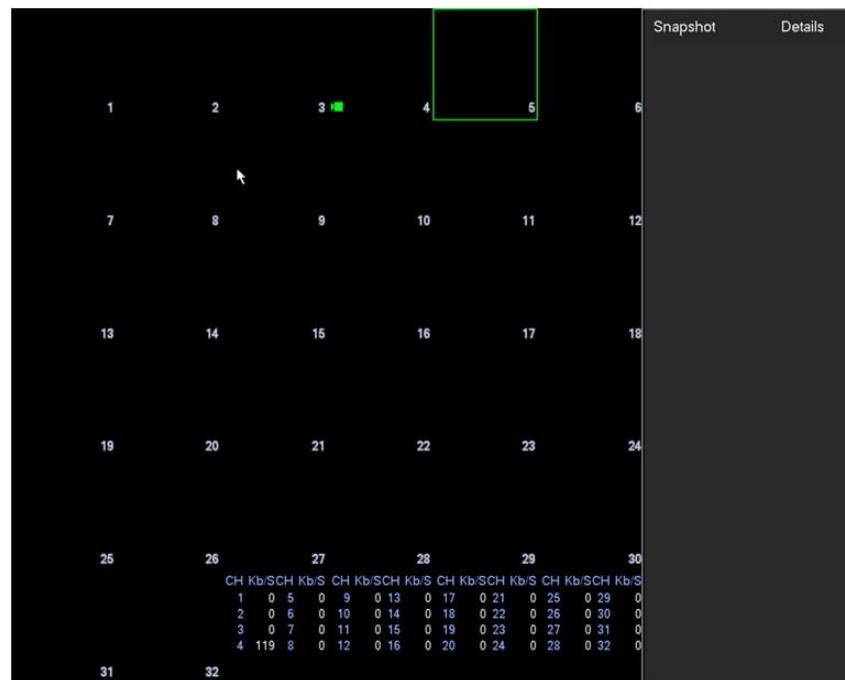 Snapshot Details
1 2 3 4 5 6
7 8 9 10 11 12
13 14 15 16 17 18
19 20 21 22 23 24
25 26 27 28 29 30
CH Kb/S CH Kb/S CH Kb/S CH Kb/S CH Kb/S CH Kb/S CH Kb/S CH Kb/S
1 0 5 0 9 0 13 0 17 0 21 0 25 0 29 0
2 0 6 0 10 0 14 0 18 0 22 0 26 0 30 0
3 0 7 0 11 0 15 0 19 0 23 0 27 0 31 0
4 119 8 0 12 0 16 0 20 0 24 0 28 0 32 0
31 32